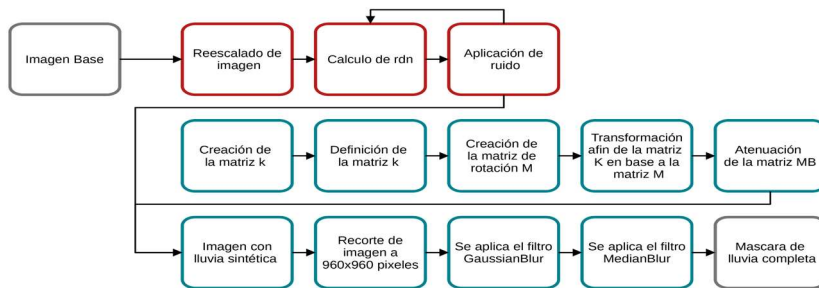 Imagen Base
Reescalado de
imagen
Calculo de rdn
Aplicación de
ruido
Creación de
la matriz k
Definición de
la matriz k
Creación de
la matriz de
rotación M
Transformación
afin de la matriz
K en base a la
matriz M
Atenuación
de la matriz MB
Imagen con
lluvia sintética
Recorte de
imagen a
960x960 pixeles
Se aplica el filtro
GaussianBlur
Se aplica el filtro
MedianBlur
Mascara de
lluvia completa